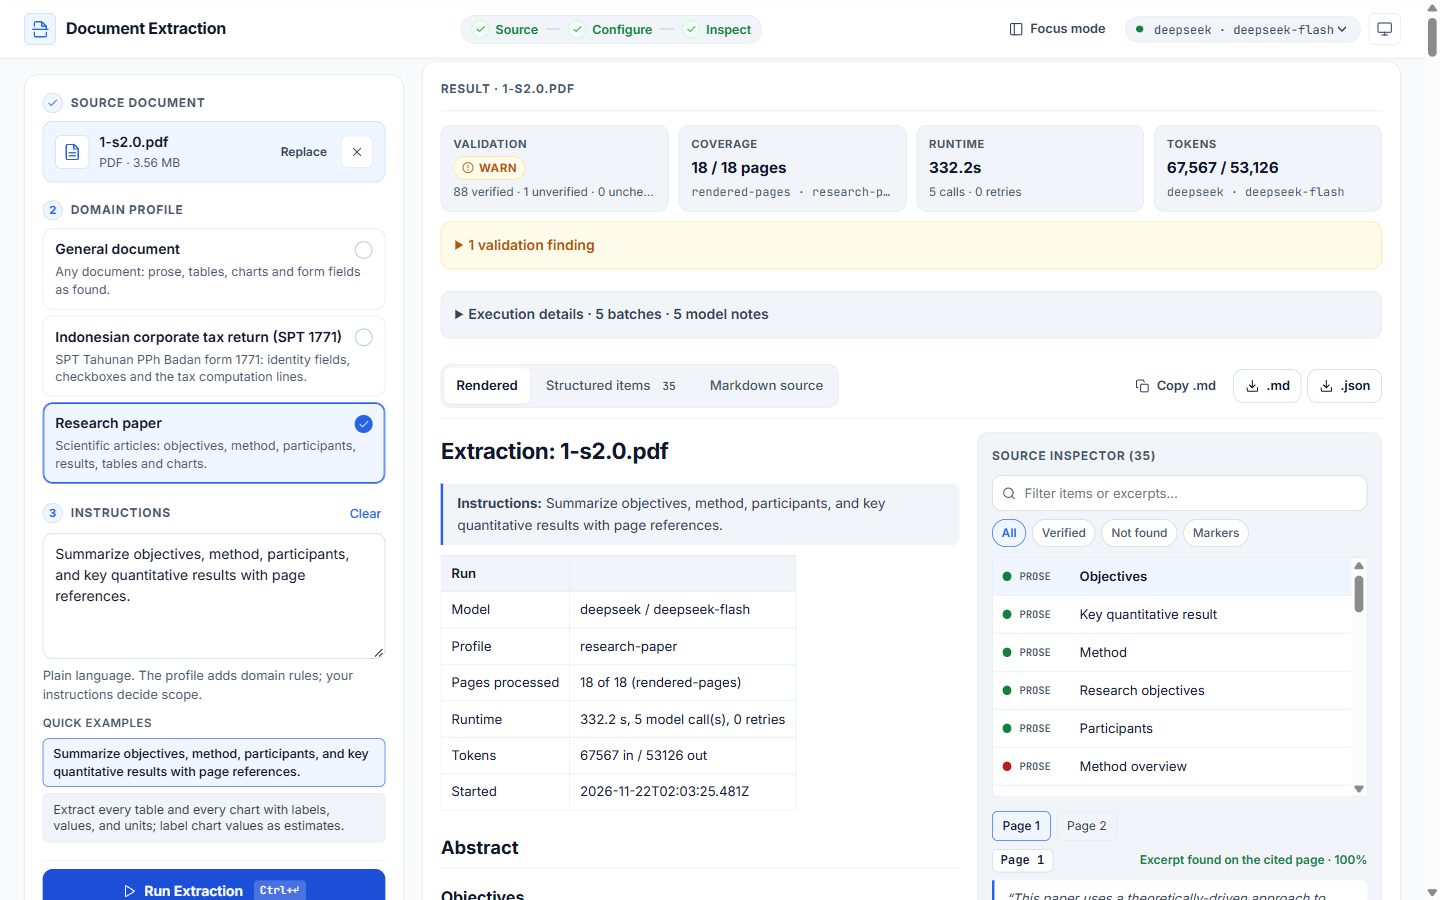 Document Extraction
Source
Configure
Inspect
Focus mode
deepseek · deepseek-flash
SOURCE DOCUMENT
1-s2.0.pdf
PDF · 3.56 MB
Replace
2 DOMAIN PROFILE
General document
Any document: prose, tables, charts and form fields
as found.
Indonesian corporate tax return (SPT 1771)
SPT Tahunan PPh Badan form 1771: identity fields,
checkboxes and the tax computation lines.
Research paper
Scientific articles: objectives, method, participants,
results, tables and charts.
3 INSTRUCTIONS
Clear
Summarize objectives, method, participants,
and key quantitative results with page
references.
Plain language. The profile adds domain rules; your
instructions decide scope.
QUICK EXAMPLES
Summarize objectives, method, participants, and key
quantitative results with page references.
Extract every table and every chart with labels,
values, and units; label chart values as estimates.
Run Extraction Ctrl+↵
RESULT · 1-S2.0.PDF
VALIDATION
WARN
88 verified · 1 unverified · 0 unche...
COVERAGE
18 / 18 pages
rendered-pages · research-p…
RUNTIME
332.2s
5 calls · 0 retries
TOKENS
67,567 / 53,126
deepseek · deepseek-flash
1 validation finding
Execution details · 5 batches · 5 model notes
Rendered
Structured items 35
Markdown source
Copy .md
.md
.json
Extraction: 1-s2.0.pdf
Instructions: Summarize objectives, method, participants, and key
quantitative results with page references.
Run
Model deepseek / deepseek-flash
Profile research-paper
Pages processed 18 of 18 (rendered-pages)
Runtime 332.2 s, 5 model call(s), 0 retries
Tokens 67567 in / 53126 out
Started 2026-11-22T02:03:25.481Z
Abstract
Objectives
SOURCE INSPECTOR (35)
Filter items or excerpts...
All
Verified
Not found
Markers
PROSE Objectives
PROSE Key quantitative result
PROSE Method
PROSE Research objectives
PROSE Participants
PROSE Method overview
Page 1
Page 2
Page 1
Excerpt found on the cited page · 100%
"This paper uses a theoretically-driven approach to